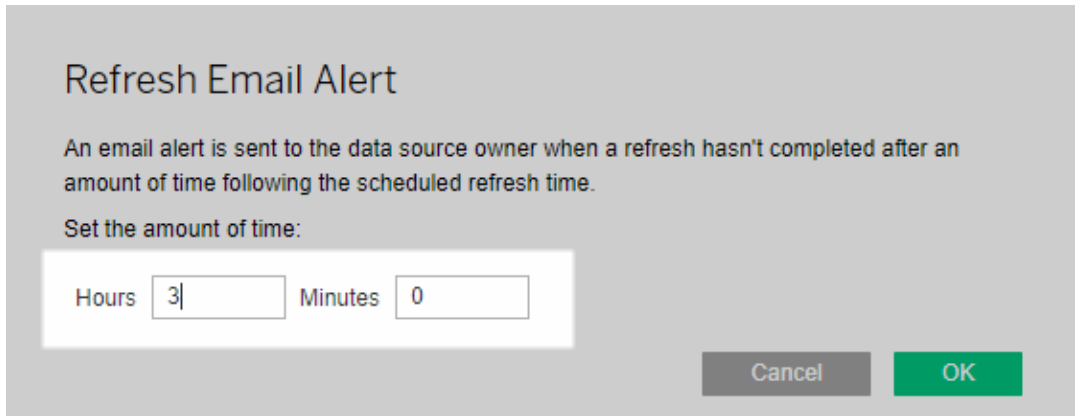 Refresh Email Alert
An email alert is sent to the data source owner when a refresh hasn't completed after an
amount of time following the scheduled refresh time.
Set the amount of time:
Hours 3 Minutes 0
Cancel OK